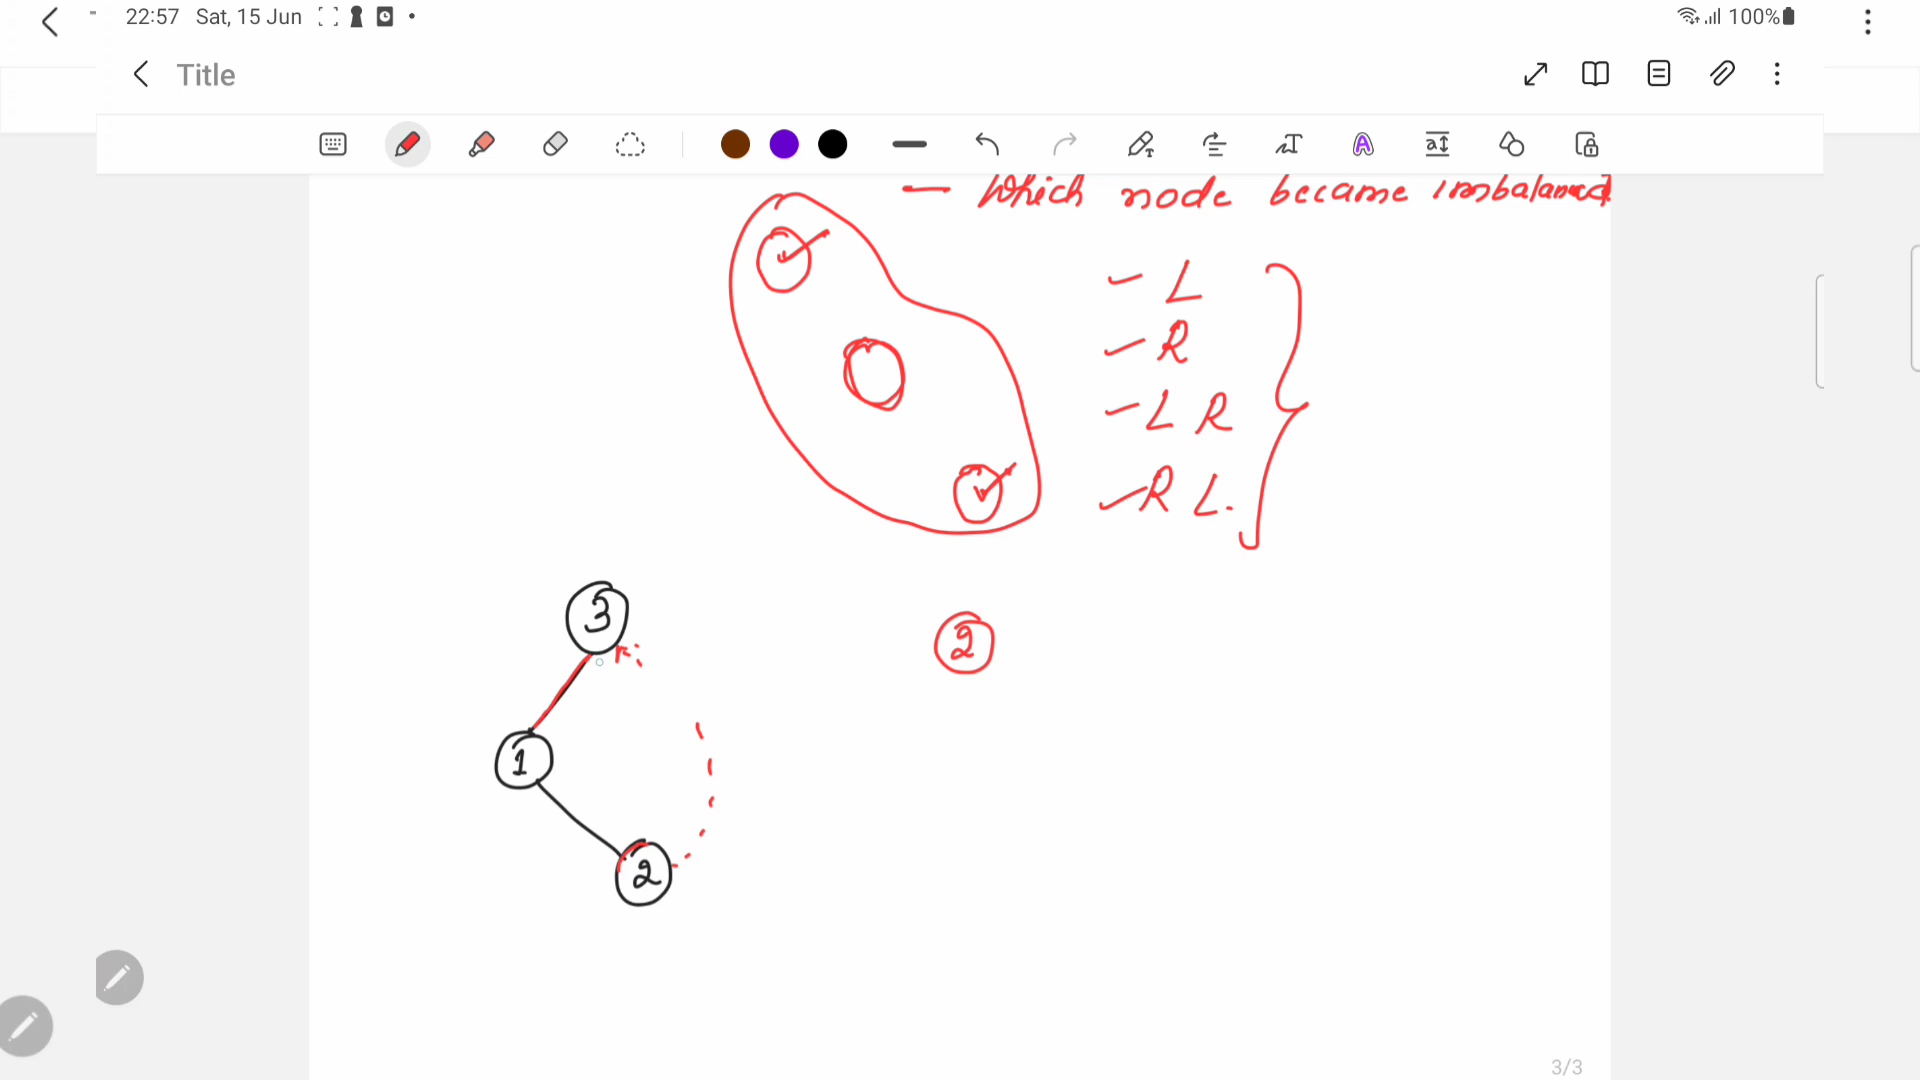 22:57 Sat, 15 Jun
100%
Title
— Which node became imbalanced
- L
- R
- L R
- R L.
3
2
1
2
3/3